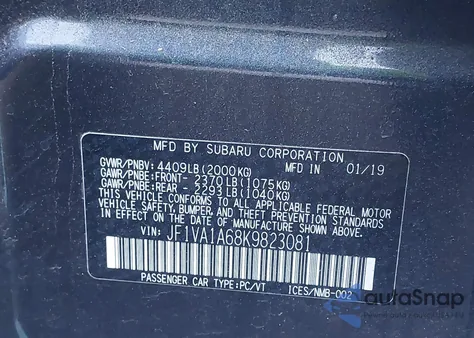 MFD BY SUBARU CORPORATION
GVWR/PNBV: 4409LB(2000KG) MFD IN 01/19
GAWR/PNBE:FRONT- 2370LB(1075KG)
GAWR/PNBE:REAR - 2293LB(1040KG)
THIS VEHICLE CONFORMS TO ALL APPLICABLE FEDERAL MOTOR
VEHICLE SAFETY, BUMPER, AND THEFT PREVENTION STANDARDS
IN EFFECT ON THE DATE OF MANUFACTURE SHOWN ABOVE.
VIN: JF1VA1A68K9823081
PASSENGER CAR TYPE:PC/VT ICES/NMB-002
autoSnap